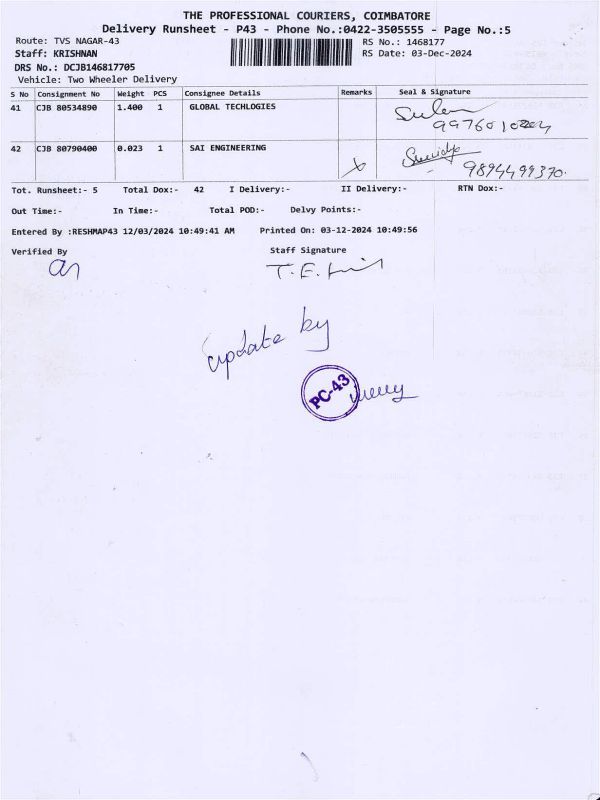 THE PROFESSIONAL COURIERS, COIMBATORE
Delivery Runsheet - P43 - Phone No.:0422-3505555 - Page No.:5
Route: TVS NAGAR-43 RS No.: 1468177
Staff: KRISHNAN RS Date: 03-Dec-2024
DRS No.: DCJB146817705
Vehicle: Two Wheeler Delivery
S No Consignment No Weight PCS Consignee Details Remarks Seal & Signature
41 CJB 80534890 1.400 1 GLOBAL TECHLOGIES
42 CJB 80790400 0.023 1 SAI ENGINEERING
9894499370.
Tot. Runsheet:- 5 Total Dox:- 42 I Delivery:- II Delivery:- RTN Dox:-
Out Time:- In Time:- Total POD:- Delvy Points:-
Entered By :RESHMAP43 12/03/2024 10:49:41 AM Printed On: 03-12-2024 10:49:56
Verified By Staff Signature
update by
PC-43